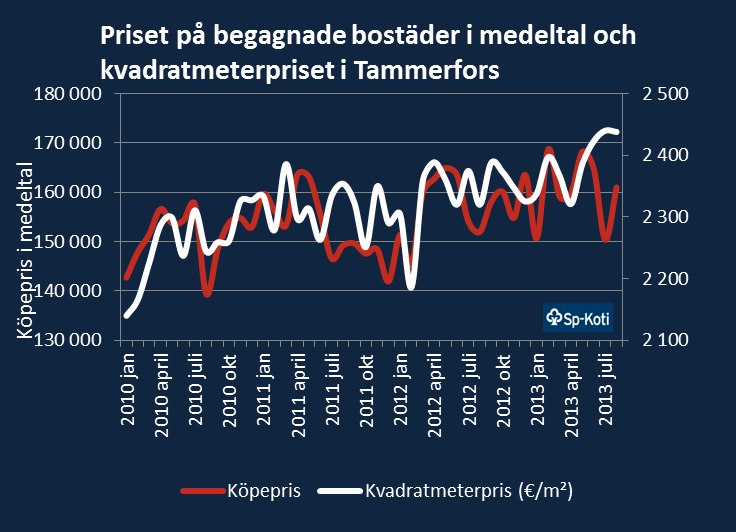 Priset på begagnade bostäder i medeltal och
kvadratmeterpriset i Tammerfors
180 000
170 000
160 000
150 000
140 000
130 000
Köpepris i medeltal
2 500
2 400
2 300
2 200
2 100
Sp-Koti
2010 jan
2010 april
2010 juli
2010 okt
2011 jan
2011 april
2011 juli
2011 okt
2012 jan
2012 april
2012 juli
2012 okt
2013 jan
2013 april
2013 juli
Köpepris
Kvadratmeterpris (€/m²)